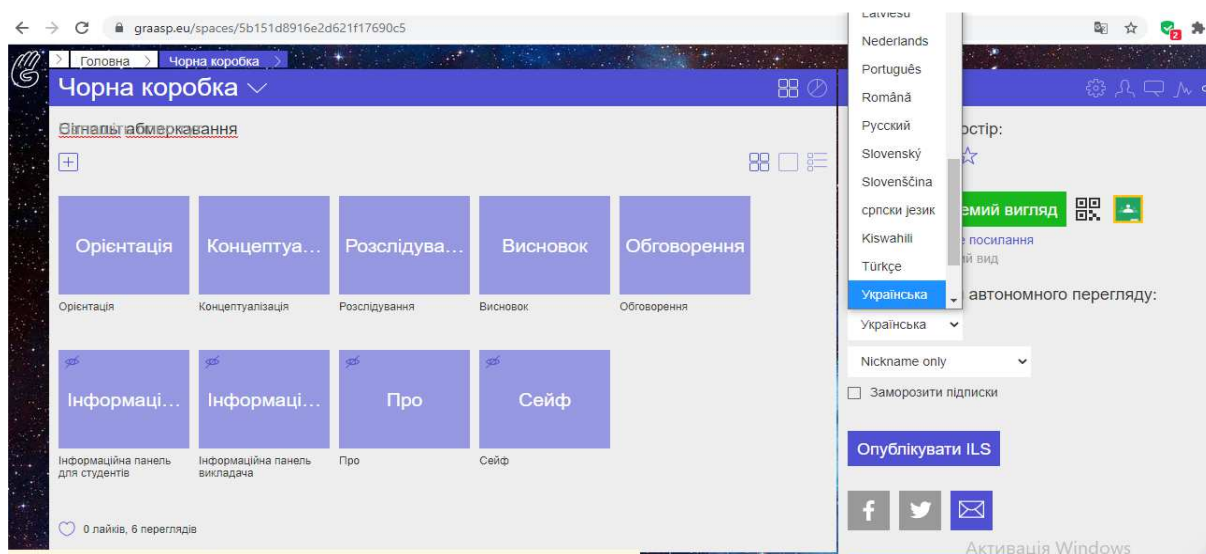 graasp.eu/spaces/5b151d8916e2d621f17690c5
2
Головна
Чорна коробка
Чорна коробка
абмеркавання
Орієнтація
Концептуа...
Розслідува...
Висновок
Обговорення
Орієнтація
Концептуалізація
Розслідування
Висновок
Обговорення
Інформаці...
Інформаці...
Про
Сейф
Інформаційна панель
для студентів
Інформаційна панель
викладача
Про
Сейф
0 лайків, 6 переглядів
Latviešu
Nederlands
Português
Română
Русский
Slovenský
Slovenščina
српски језик
Kiswahili
Türkçe
Українська
остір:
емий вигляд
посилання
ий вид
автономного перегляду:
Українська
Nickname only
Заморозити підписки
Опублікувати ILS
Активація Windows